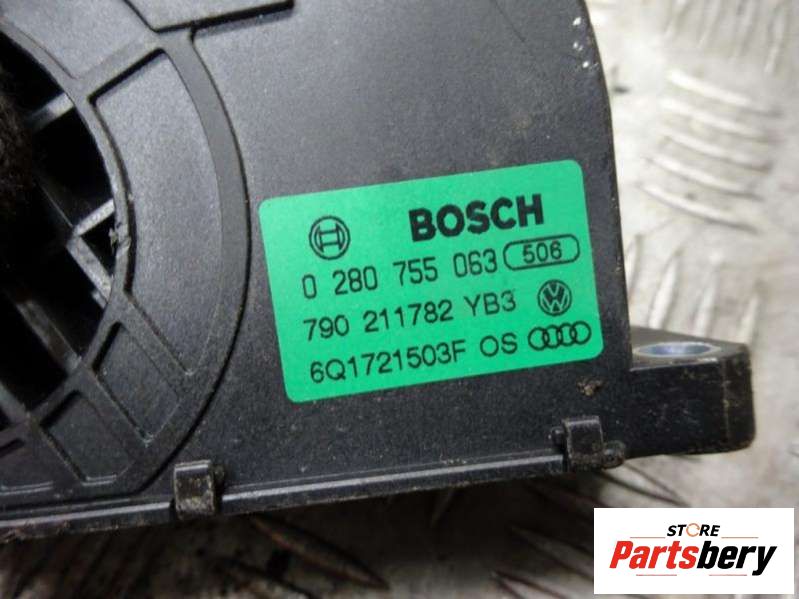 BOSCH
0 280 755 063 506
790 211782 YB3
6Q1721503F OS
STORE
Partsbery